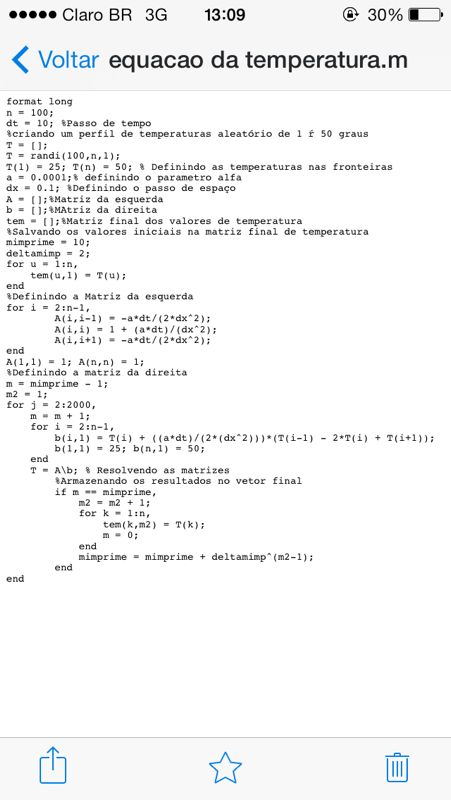 Claro BR 3G 13:09 30%
Voltar equacao da temperatura.m
format long
n = 100;
dt = 10; %Passo de tempo
%criando um perfil de temperaturas aleatório de 1 ŕ 50 graus
T = [];
T = randi(100,n,1);
T(1) = 25; T(n) = 50; % Definindo as temperaturas nas fronteiras
a = 0.0001;% definindo o parametro alfa
dx = 0.1; %Definindo o passo de espaço
A = [];%Matriz da esquerda
b = [];%MAtriz da direita
tem = [];%Matriz final dos valores de temperatura
%Salvando os valores iniciais na matriz final de temperatura
mimprime = 10;
deltamimp = 2;
for u = 1:n,
    tem(u,1) = T(u);
end
%Definindo a Matriz da esquerda
for i = 2:n-1,
        A(i,i-1) = -a*dt/(2*dx^2);
        A(i,i) = 1 + (a*dt)/(dx^2);
        A(i,i+1) = -a*dt/(2*dx^2);
end
A(1,1) = 1; A(n,n) = 1;
%Definindo a matriz da direita
m = mimprime - 1;
m2 = 1;
for j = 2:2000,
    m = m + 1;
    for i = 2:n-1,
        b(i,1) = T(i) + ((a*dt)/(2*(dx^2)))*(T(i-1) - 2*T(i) + T(i+1));
        b(1,1) = 25; b(n,1) = 50;
    end
    T = A\b; % Resolvendo as matrizes
        %Armazenando os resultados no vetor final
        if m == mimprime,
            m2 = m2 + 1;
            for k = 1:n,
                tem(k,m2) = T(k);
                m = 0;
            end
            mimprime = mimprime + deltamimp^(m2-1);
        end
end